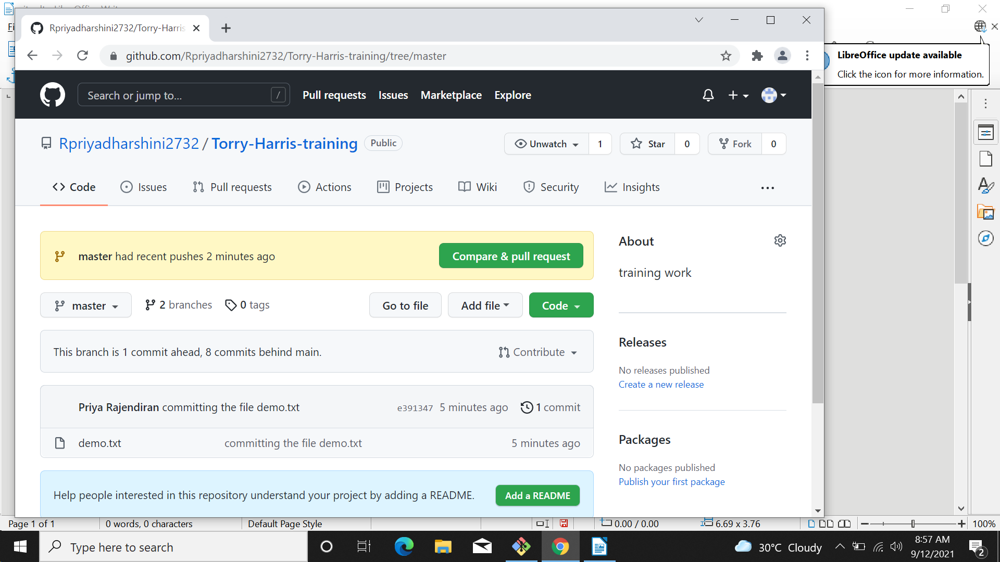 Rpriyadharshini2732/Torry-Harris
github.com/Rpriyadharshini2732/Torry-Harris-training/tree/master
LibreOffice update available
Click the icon for more information.
Search or jump to... / Pull requests Issues Marketplace Explore
Rpriyadharshini2732 / Torry-Harris-training Public Unwatch 1 Star 0 Fork 0
Code Issues Pull requests Actions Projects Wiki Security Insights
master had recent pushes 2 minutes ago Compare & pull request
master 2 branches 0 tags Go to file Add file Code
This branch is 1 commit ahead, 8 commits behind main. Contribute
Priya Rajendiran committing the file demo.txt e391347 5 minutes ago 1 commit
demo.txt committing the file demo.txt 5 minutes ago
Help people interested in this repository understand your project by adding a README. Add a README
About
training work
Releases
No releases published
Create a new release
Packages
No packages published
Publish your first package
Page 1 of 1 0 words, 0 characters Default Page Style 0.00 / 0.00 6.69 x 3.76 100%
Type here to search 30°C Cloudy 8:57 AM
9/12/2021 2